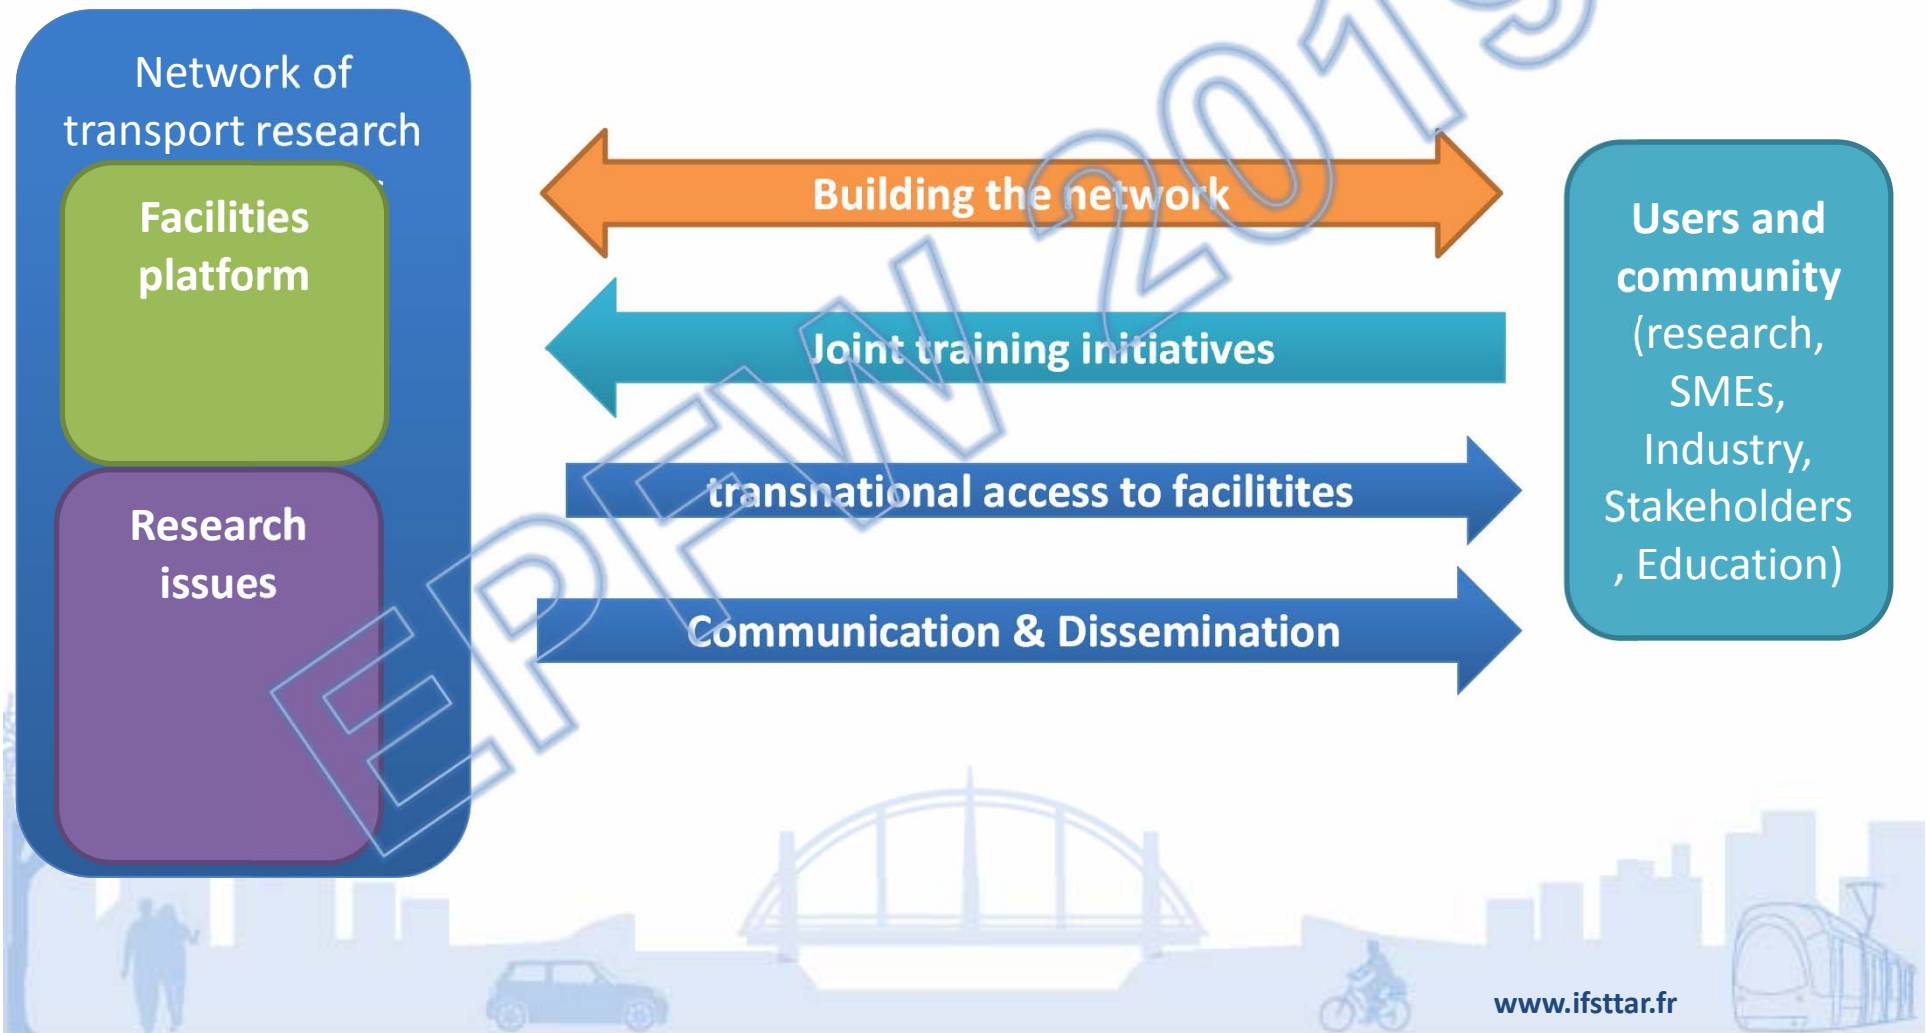 Network of
transport research
Facilities
platform
Research
issues
Building the network
Joint training initiatives
transnational access to facilitites
Communication & Dissemination
Users and
community
(research,
SMEs,
Industry,
Stakeholders
, Education)
EPFW 2019
www.ifsttar.fr